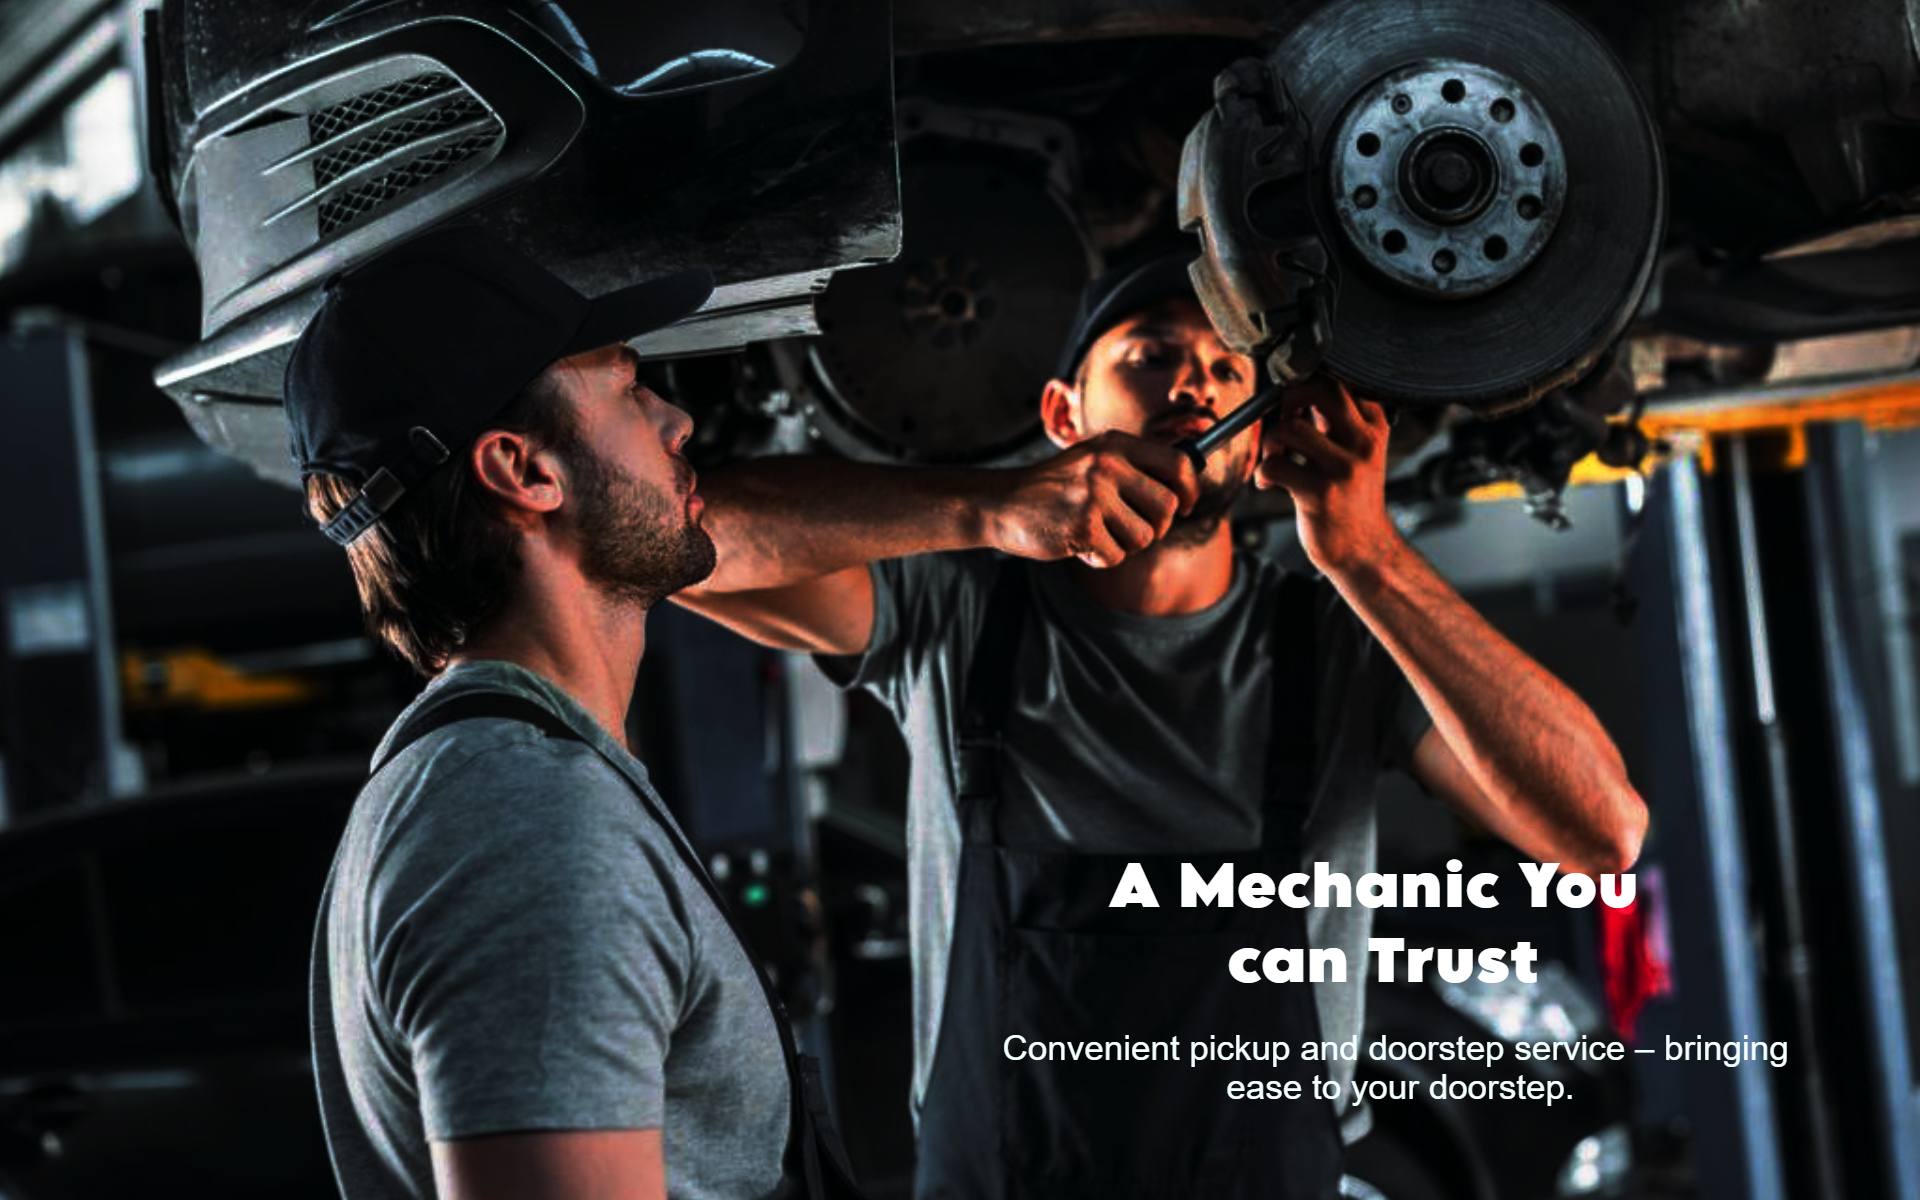 A Mechanic You
can Trust
Convenient pickup and doorstep service – bringing
ease to your doorstep.